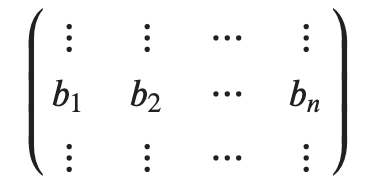 ⋮ ⋮ ⋯ ⋮
b₁ b₂ ⋯ bₙ
⋮ ⋮ ⋯ ⋮